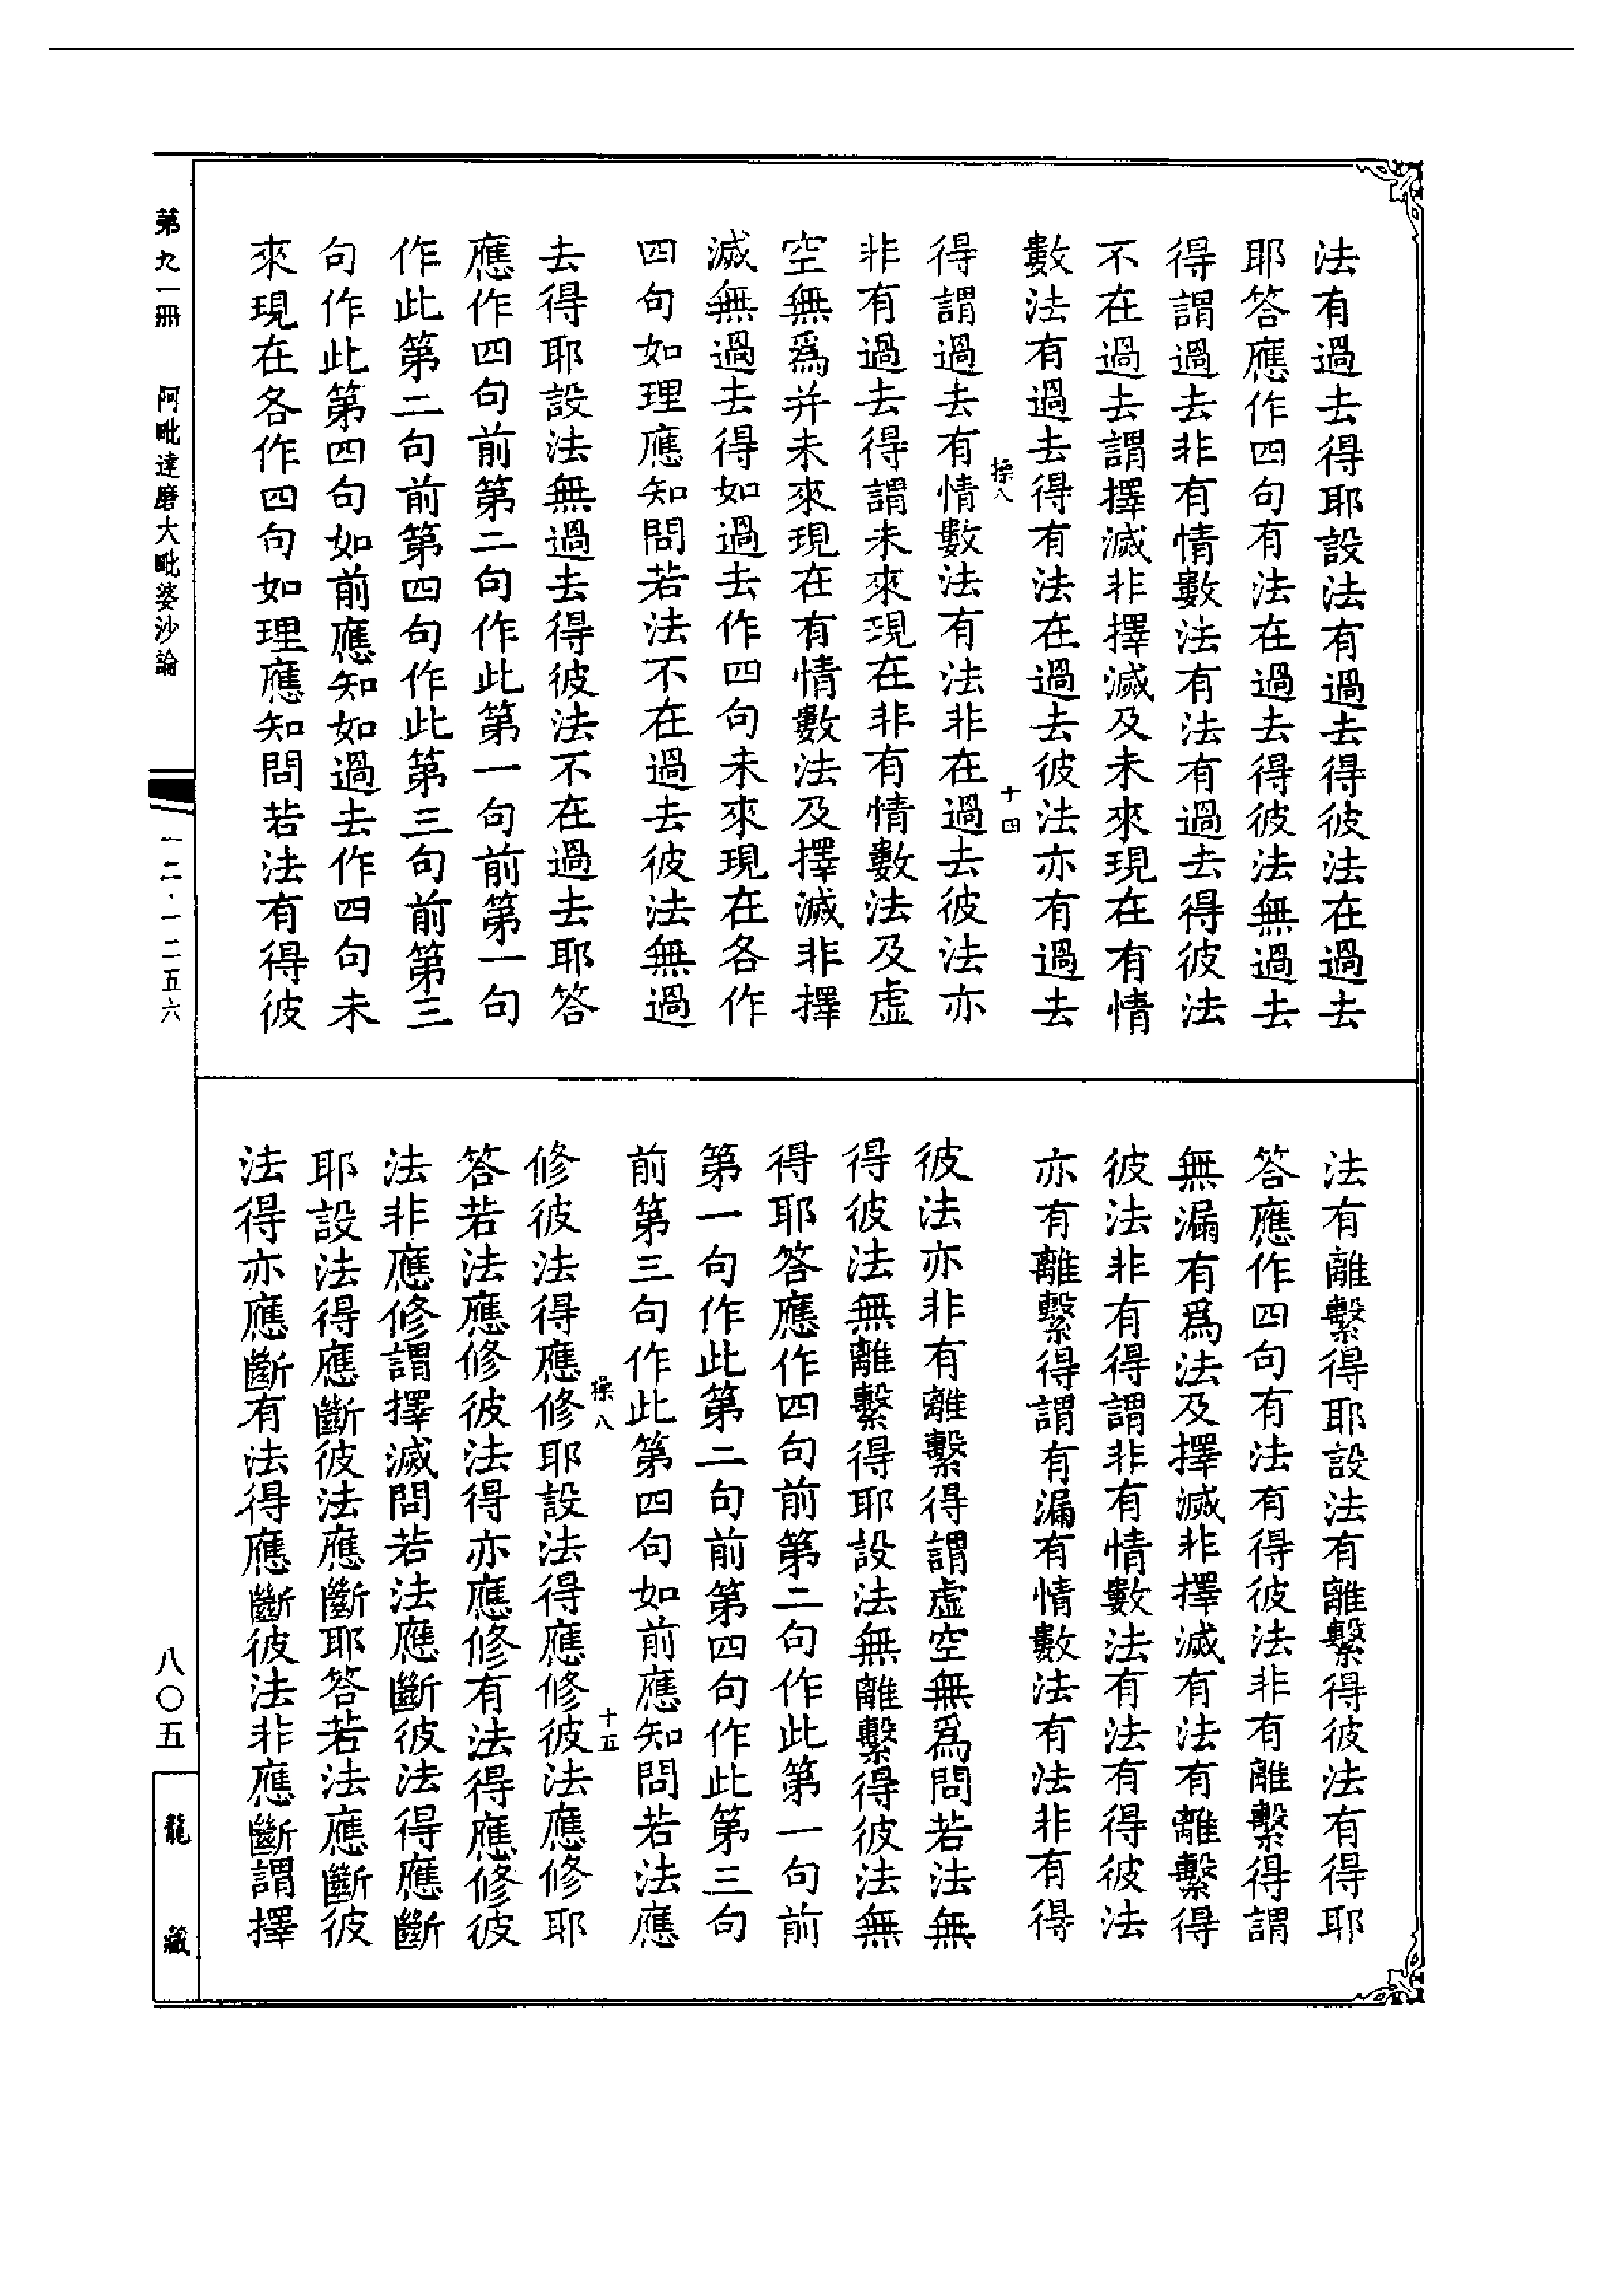 法有過去得耶設法有過去得彼法在過去
耶答應作四句有法在過去得彼法無過去
得謂過去非有情數法有過去得彼法
不在過去謂擇滅非擇滅及未來現在有情
數法有過去得有法在過去彼法亦有過去
操八 十四
得謂過去有情數法有法非在過去彼法亦
非有過去得謂未來現在非有情數法及虛
空無爲并未來現在有情數法及擇滅非擇
滅無過去得如過去作四句未來現在各作
四句如理應知問若法不在過去彼法無過
去得耶設法無過去得彼法不在過去耶答
應作四句前第二句作此第一句前第一句
作此第二句前第四句作此第三句前第三
句作此第四句如前應知如過去作四句未
來現在各作四句如理應知問若法有得彼
法有離繫得耶設法有離繫得彼法有得耶
答應作四句有法有得彼法非有離繫得謂
無漏有爲法及擇滅非擇滅有法有離繫得
彼法非有得謂非有情數法有法有得彼法
亦有離繫得謂有漏有情數法有法非有得
彼法亦非有離繫得謂虛空無爲問若法無
得彼法無離繫得耶設法無離繫得彼法無
得耶答應作四句前第二句作此第一句前
第一句作此第二句前第四句作此第三句
前第三句作此第四句如前應知問若法應
操八 十五
修彼法得應修耶設法得應修彼法應修耶
答若法應修彼法得亦應修有法得應修彼
法非應修謂擇滅問若法應斷彼法得應斷
耶設法得應斷彼法應斷耶答若法應斷彼
法得亦應斷有法得應斷彼法非應斷謂擇
第九一冊 阿毗達磨大毗婆沙論 一二·一二五六 八〇五
龍藏